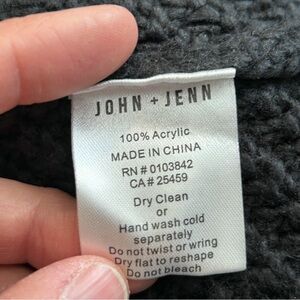 JOHN + JENN
100% Acrylic
MADE IN CHINA
RN # 0103842
CA # 25459
Dry Clean
or
Hand wash cold
separately
Do not twist or wring
Dry flat to reshape
Do not bleach